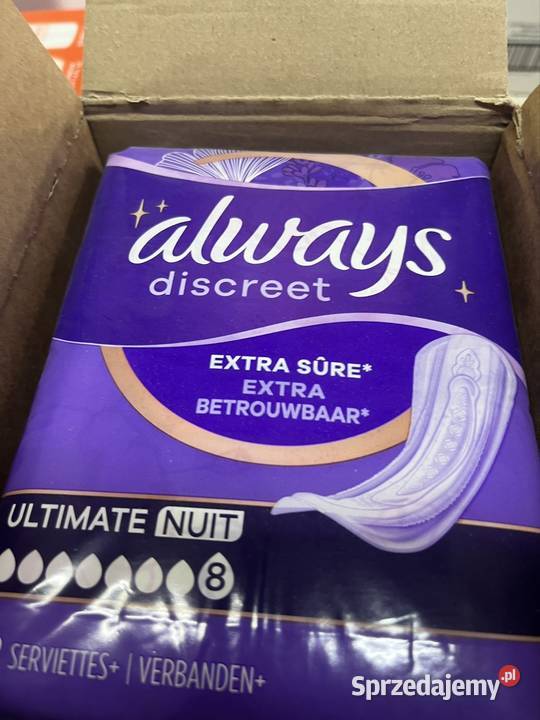 always
discreet
EXTRA SÛRE*
EXTRA
BETROUWBAAR*
ULTIMATE NUIT
8
SERVIETTES+ | VERBANDEN+
Sprzedajemy.pl